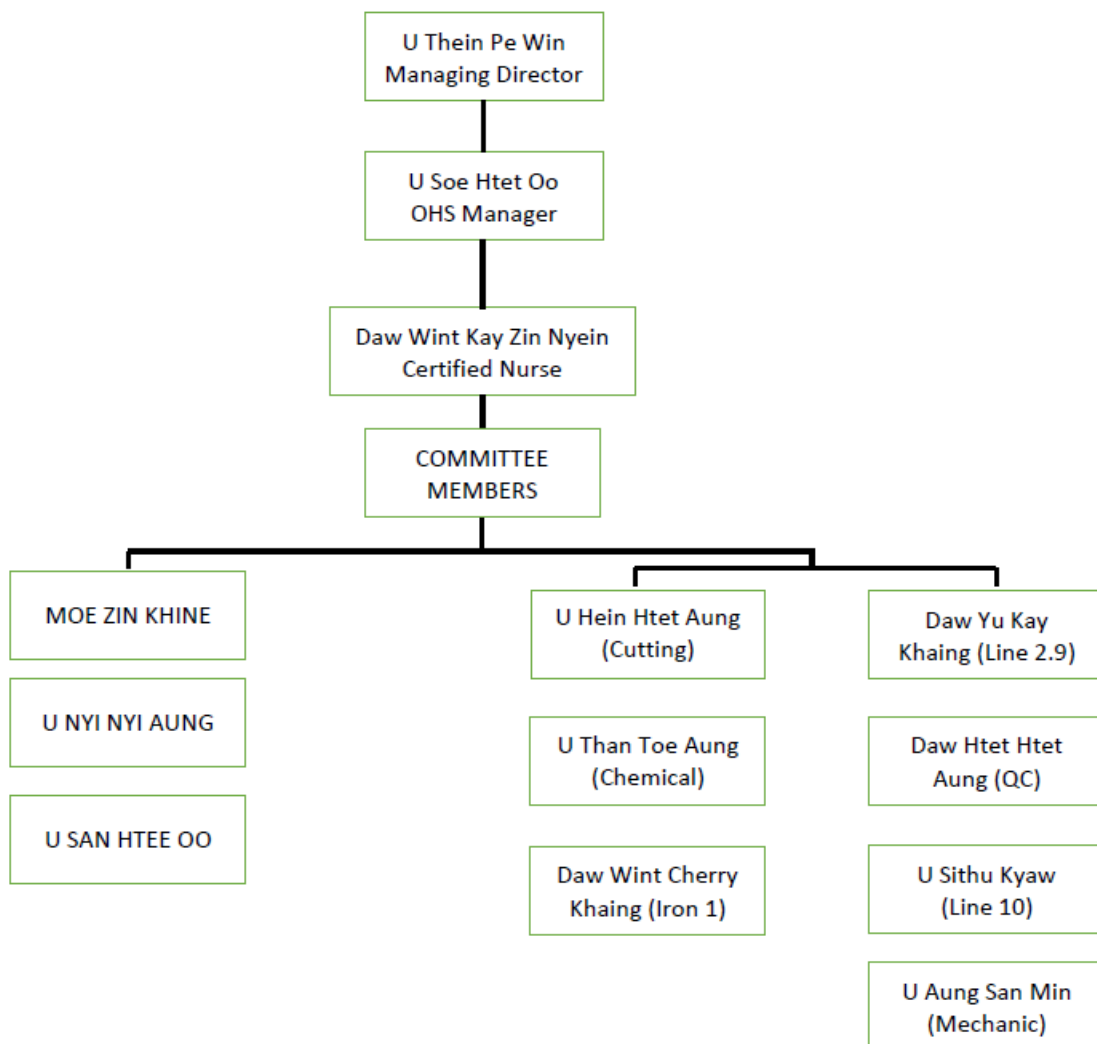 U Thein Pe Win
Managing Director
U Soe Htet Oo
OHS Manager
Daw Wint Kay Zin Nyein
Certified Nurse
COMMITTEE
MEMBERS
MOE ZIN KHINE
U NYI NYI AUNG
U SAN HTEE OO
U Hein Htet Aung
(Cutting)
U Than Toe Aung
(Chemical)
Daw Wint Cherry
Khaing (Iron 1)
Daw Yu Kay
Khaing (Line 2.9)
Daw Htet Htet
Aung (QC)
U Sithu Kyaw
(Line 10)
U Aung San Min
(Mechanic)